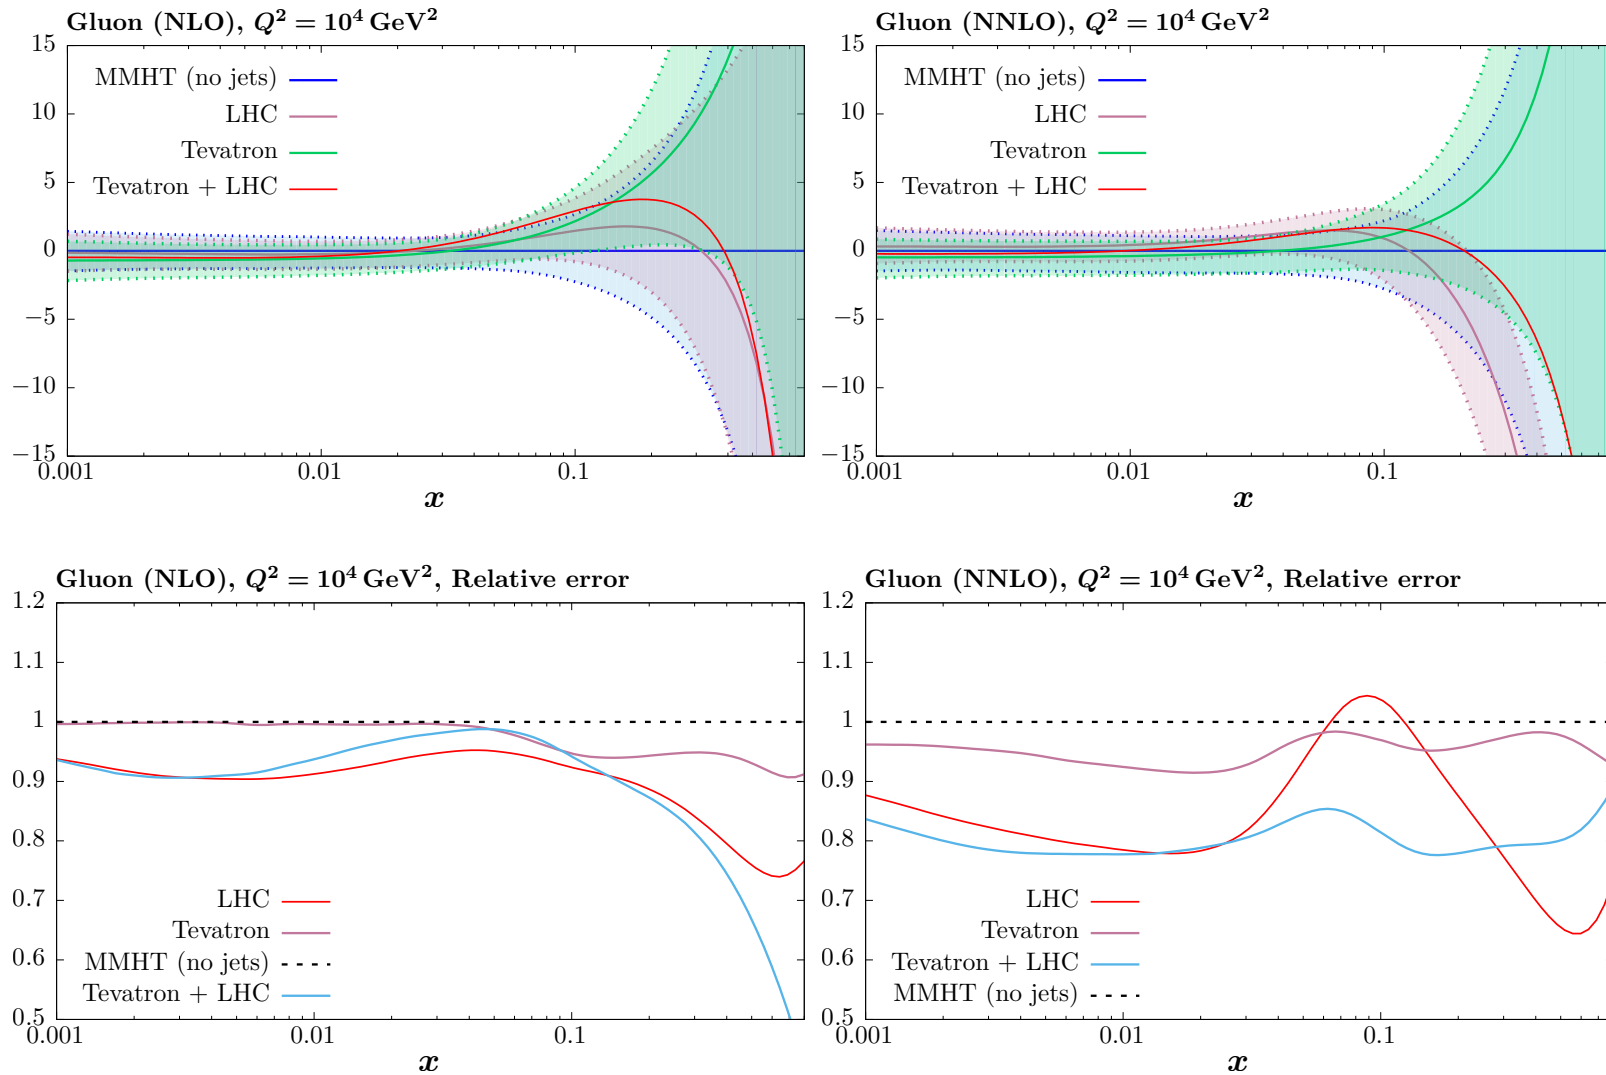 Gluon (NLO), Q² = 10⁴ GeV²
15
10
5
0
−5
−10
−15
MMHT (no jets)
LHC
Tevatron
Tevatron + LHC
0.001 0.01 0.1
x
Gluon (NNLO), Q² = 10⁴ GeV²
15
10
5
0
−5
−10
−15
MMHT (no jets)
LHC
Tevatron
Tevatron + LHC
0.001 0.01 0.1
x
Gluon (NLO), Q² = 10⁴ GeV², Relative error
1.2
1.1
1
0.9
0.8
0.7
0.6
0.5
LHC
Tevatron
MMHT (no jets)
Tevatron + LHC
0.001 0.01 0.1
x
Gluon (NNLO), Q² = 10⁴ GeV², Relative error
1.2
1.1
1
0.9
0.8
0.7
0.6
0.5
LHC
Tevatron
Tevatron + LHC
MMHT (no jets)
0.001 0.01 0.1
x